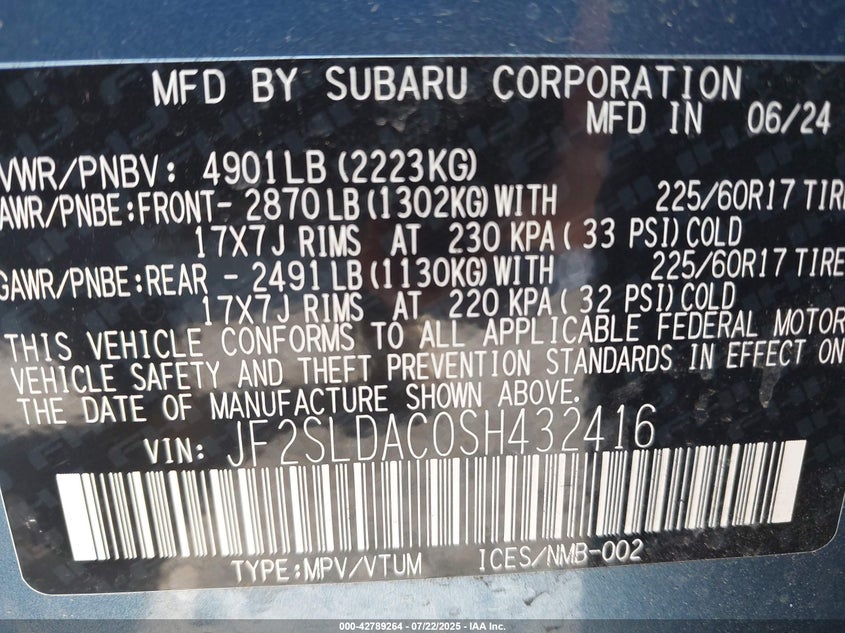 MFD BY SUBARU CORPORATION
MFD IN 06/24
VWR/PNBV: 4901LB (2223KG)
AWR/PNBE:FRONT- 2870LB(1302KG)WITH 225/60R17 TIRE
17X7J RIMS AT 230 KPA( 33 PSI)COLD
GAWR/PNBE:REAR - 2491LB(1130KG)WITH 225/60R17 TIRE
17X7J RIMS AT 220 KPA( 32 PSI)COLD
THIS VEHICLE CONFORMS TO ALL APPLICABLE FEDERAL MOTOR
VEHICLE SAFETY AND THEFT PREVENTION STANDARDS IN EFFECT ON
THE DATE OF MANUFACTURE SHOWN ABOVE.
VIN: JF2SLDAC0SH432416
TYPE:MPV/VTUM ICES/NMB-002
000-42789264 - 07/22/2025 - IAA Inc.